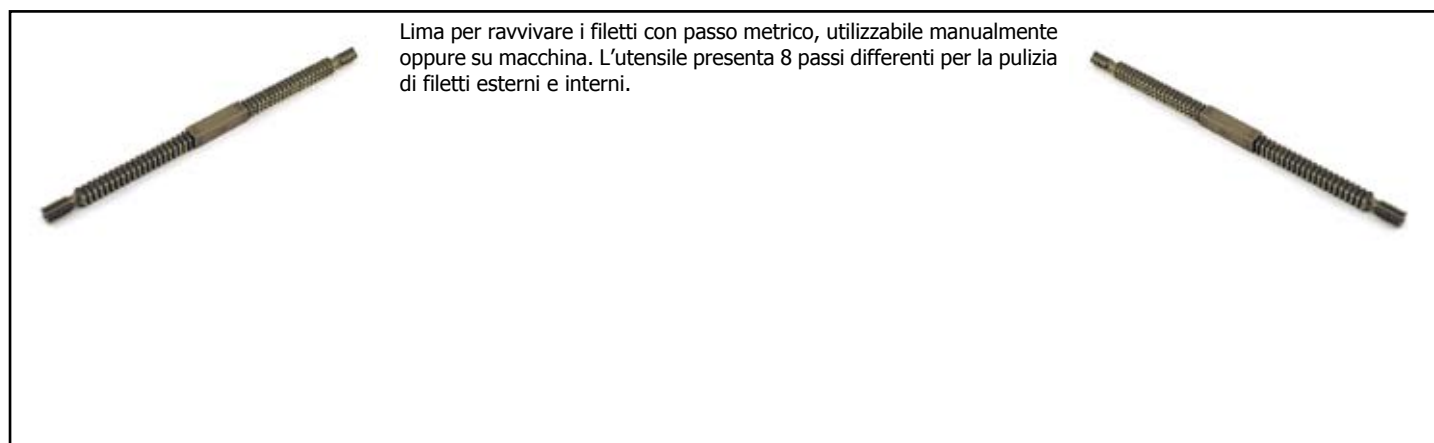 Lima per ravvivare i filetti con passo metrico, utilizzabile manualmente
oppure su macchina. L’utensile presenta 8 passi differenti per la pulizia
di filetti esterni e interni.